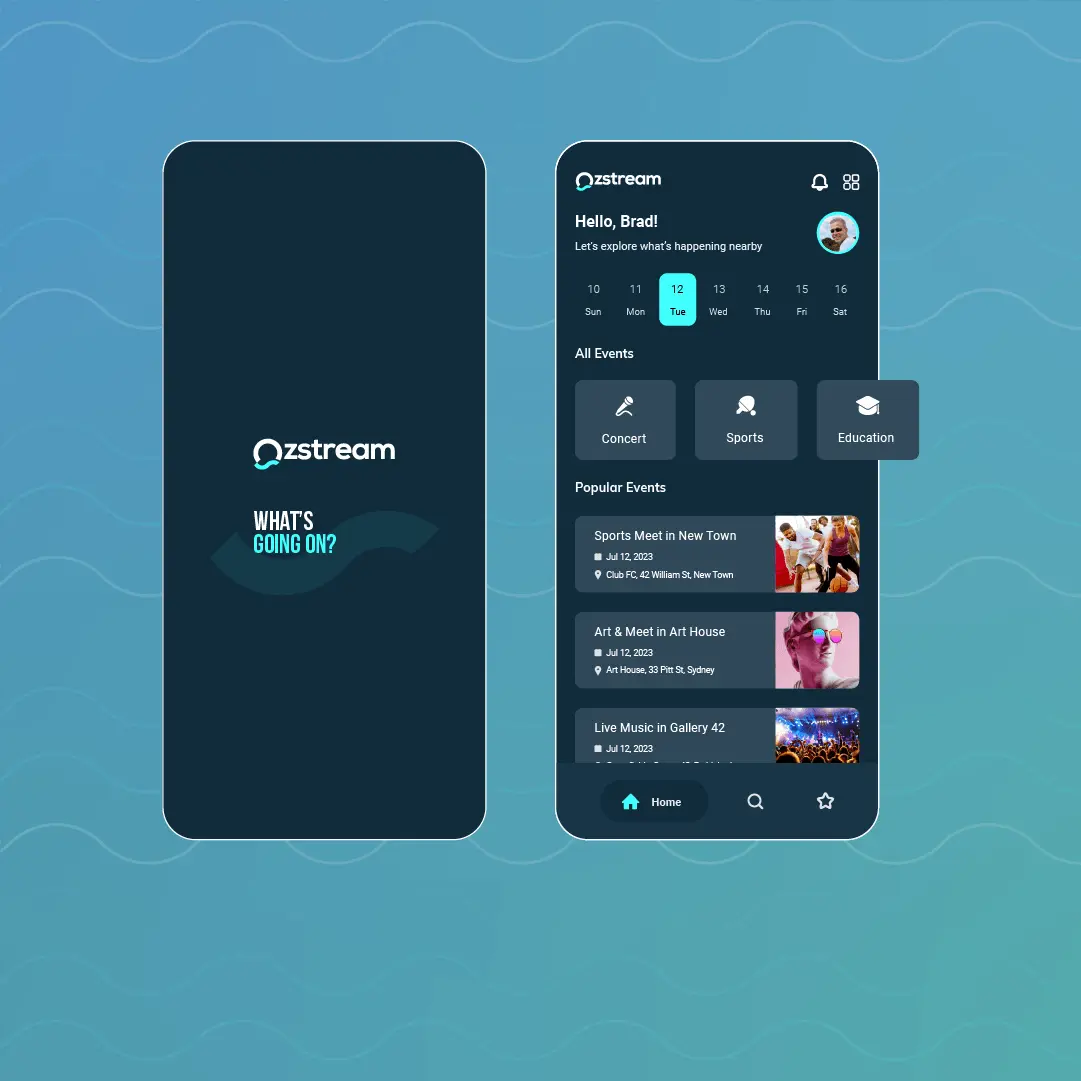 Ozstream
WHAT'S
GOING ON?
Ozstream
Hello, Brad!
Let's explore what's happening nearby
10 11 12 13 14 15 16
Sun Mon Tue Wed Thu Fri Sat
All Events
Concert Sports Education
Popular Events
Sports Meet in New Town
Jul 12, 2023
Club FC, 42 William St, New Town
Art & Meet in Art House
Jul 12, 2023
Art House, 33 Pitt St, Sydney
Live Music in Gallery 42
Jul 12, 2023
Home